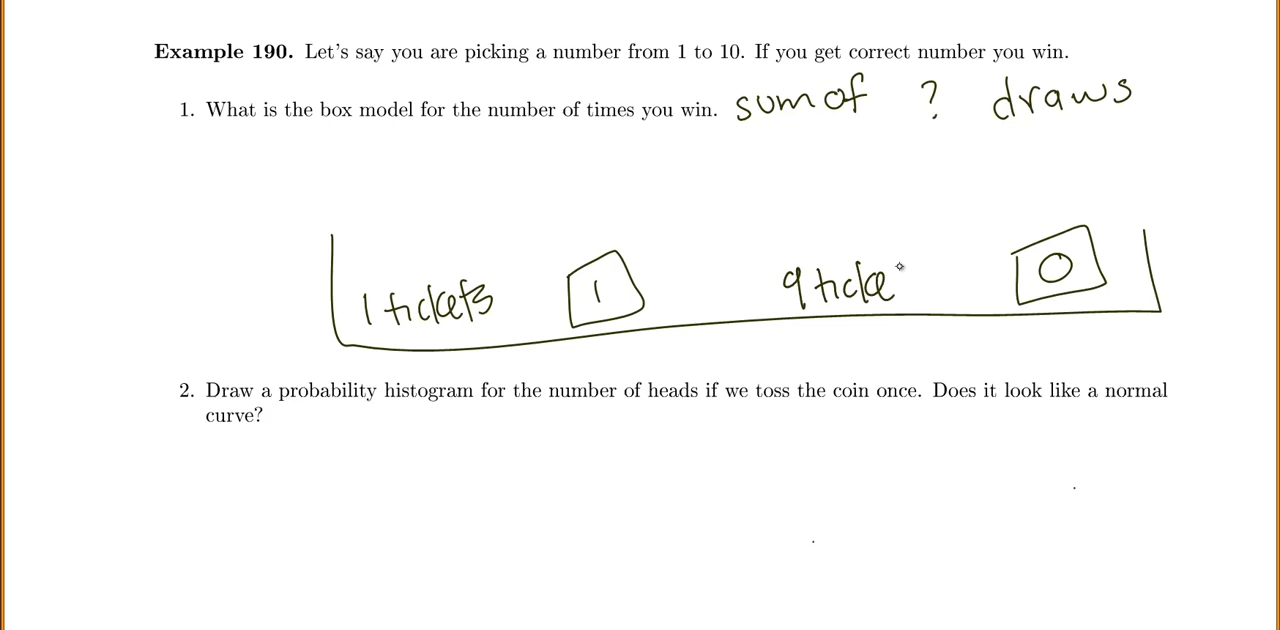 Example 190. Let's say you are picking a number from 1 to 10. If you get correct number you win.
1. What is the box model for the number of times you win. sum of ? draws
1 tickets 1 9 ticke 0
2. Draw a probability histogram for the number of heads if we toss the coin once. Does it look like a normal
curve?